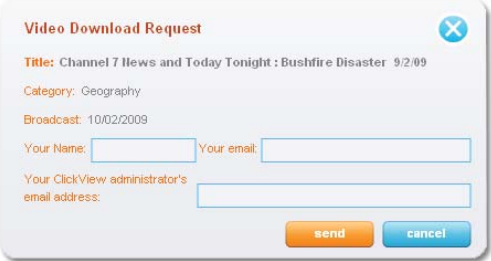 Video Download Request
Title: Channel 7 News and Today Tonight : Bushfire Disaster 9/2/09
Category: Geography
Broadcast: 10/02/2009
Your Name: Your email:
Your ClickView administrator's
email address:
send cancel